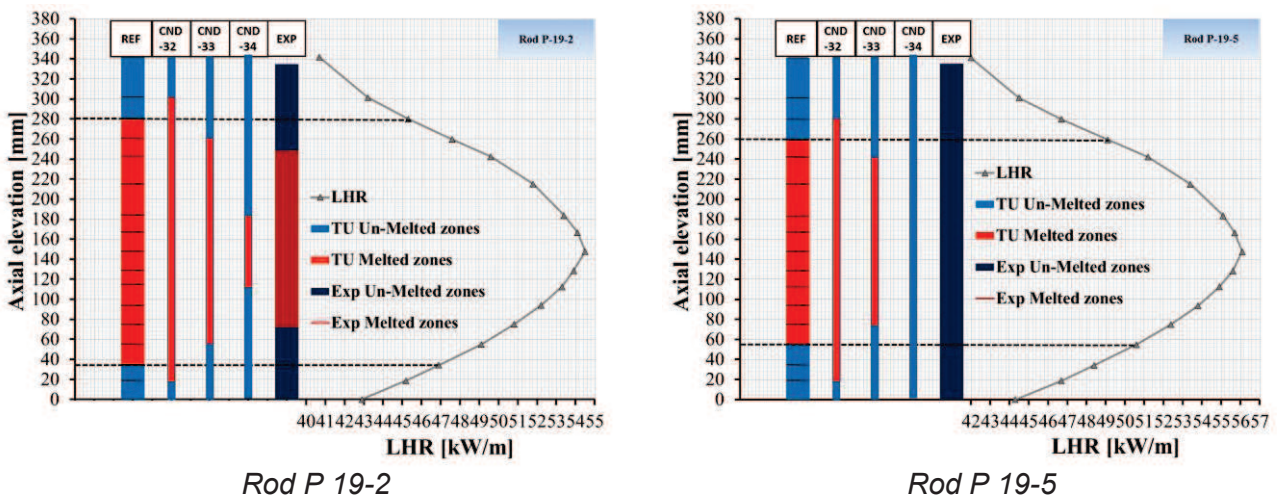 380
360
340
320
300
280
260
240
220
200
180
160
140
120
100
80
60
40
20
0
Axial elevation [mm]
REF
CND
-32
CND
-33
CND
-34
EXP
Rod P-19-2
LHR
TU Un-Melted zones
TU Melted zones
Exp Un-Melted zones
Exp Melted zones
40414243444546474849505152535455
LHR [kW/m]
Rod P 19-2
380
360
340
320
300
280
260
240
220
200
180
160
140
120
100
80
60
40
20
0
Axial elevation [mm]
REF
CND
-32
CND
-33
CND
-34
EXP
Rod P-19-5
LHR
TU Un-Melted zones
TU Melted zones
Exp Un-Melted zones
Exp Melted zones
42434445464748495051525354555657
LHR [kW/m]
Rod P 19-5